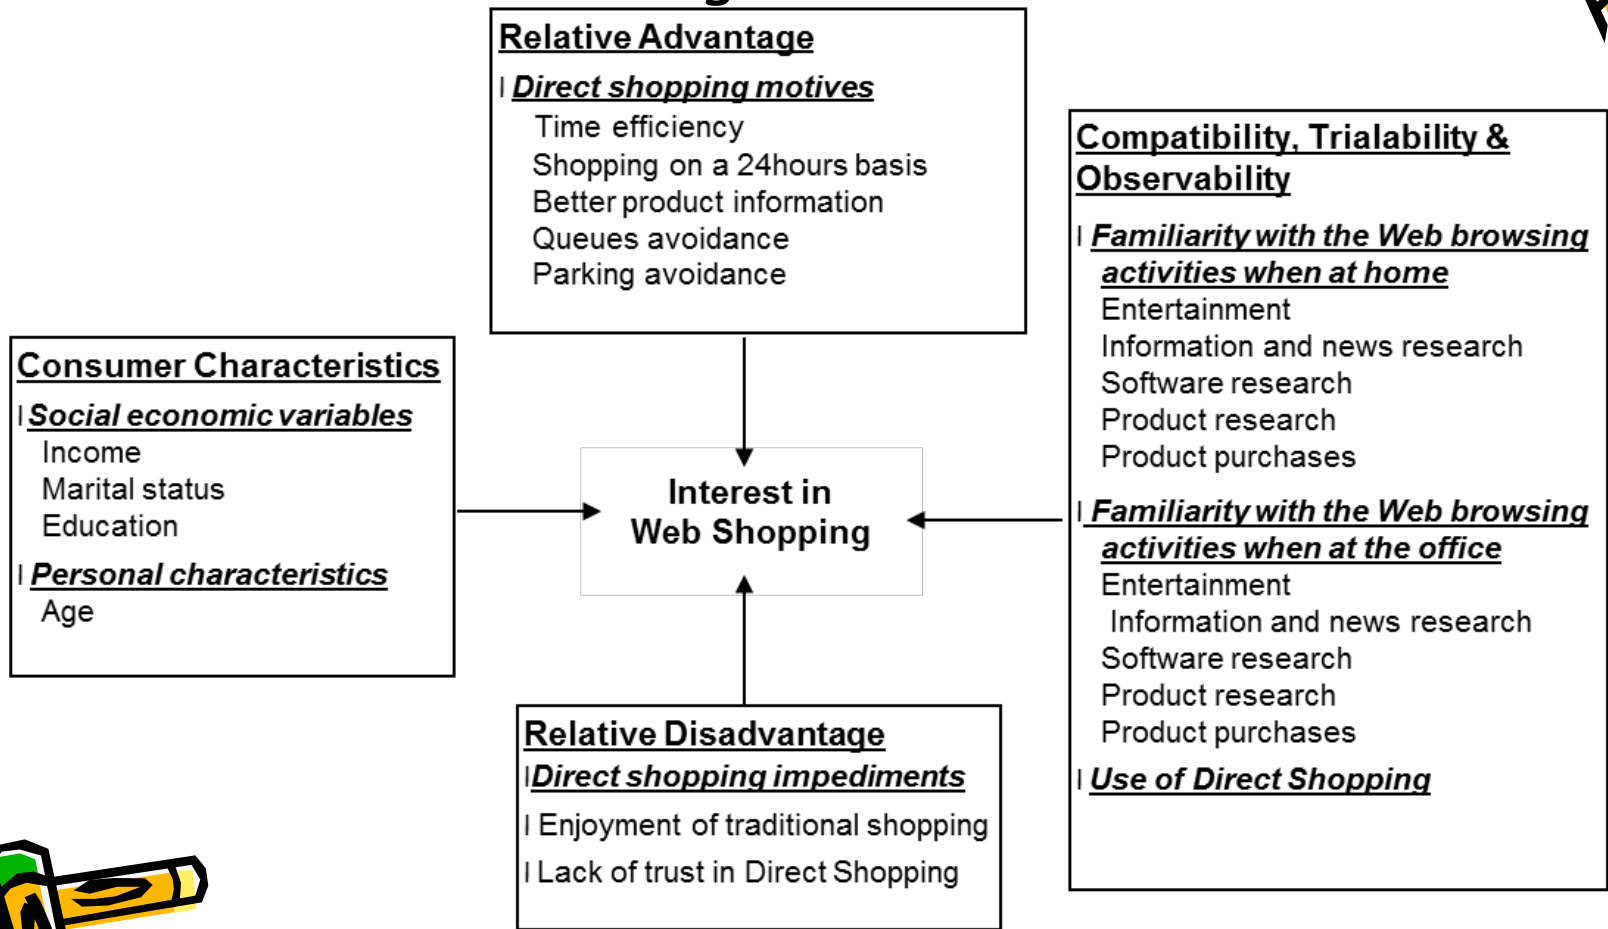 Relative Advantage
Direct shopping motives
Time efficiency
Shopping on a 24hours basis
Better product information
Queues avoidance
Parking avoidance
Consumer Characteristics
Social economic variables
Income
Marital status
Education
Personal characteristics
Age
Interest in
Web Shopping
Relative Disadvantage
Direct shopping impediments
Enjoyment of traditional shopping
Lack of trust in Direct Shopping
Compatibility, Trialability &
Observability
Familiarity with the Web browsing
activities when at home
Entertainment
Information and news research
Software research
Product research
Product purchases
Familiarity with the Web browsing
activities when at the office
Entertainment
Information and news research
Software research
Product research
Product purchases
Use of Direct Shopping